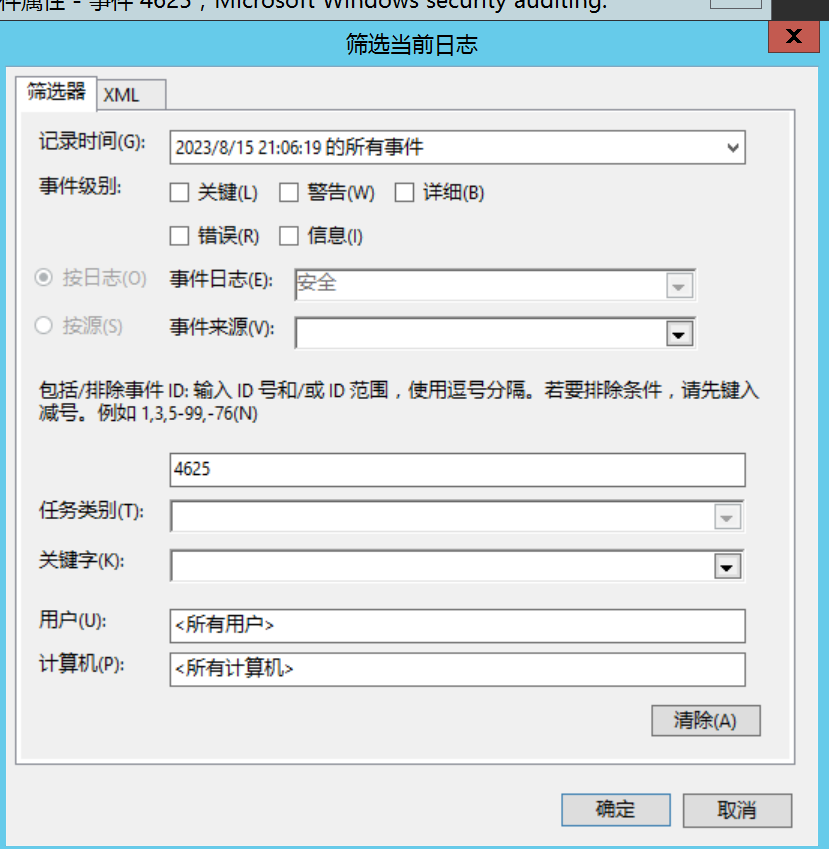 件属性 - 事件 4625，Microsoft Windows security auditing.
筛选当前日志
筛选器 XML
记录时间(G): 2023/8/15 21:06:19 的所有事件
事件级别: 关键(L) 警告(W) 详细(B)
错误(R) 信息(I)
按日志(O) 事件日志(E): 安全
按源(S) 事件来源(V):
包括/排除事件 ID: 输入 ID 号和/或 ID 范围，使用逗号分隔。若要排除条件，请先键入
减号。例如 1,3,5-99,-76(N)
4625
任务类别(T):
关键字(K):
用户(U): <所有用户>
计算机(P): <所有计算机>
清除(A)
确定 取消